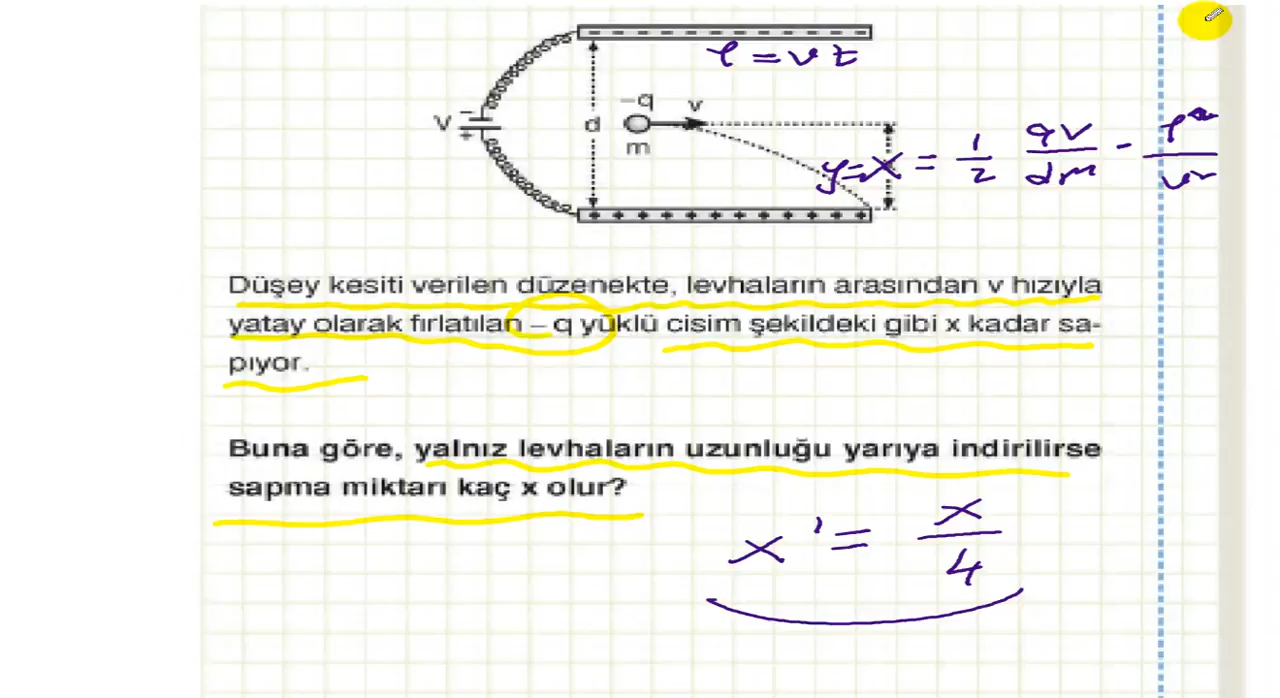 ℓ = v t
−q
v
V
−
+
d
m
y = x = 1/2 qV/dm · ℓ²/v²
Düşey kesiti verilen düzenekte, levhaların arasından v hızıyla
yatay olarak fırlatılan – q yüklü cisim şekildeki gibi x kadar sa-
pıyor.
Buna göre, yalnız levhaların uzunluğu yarıya indirilirse
sapma miktarı kaç x olur?
x' = x/4